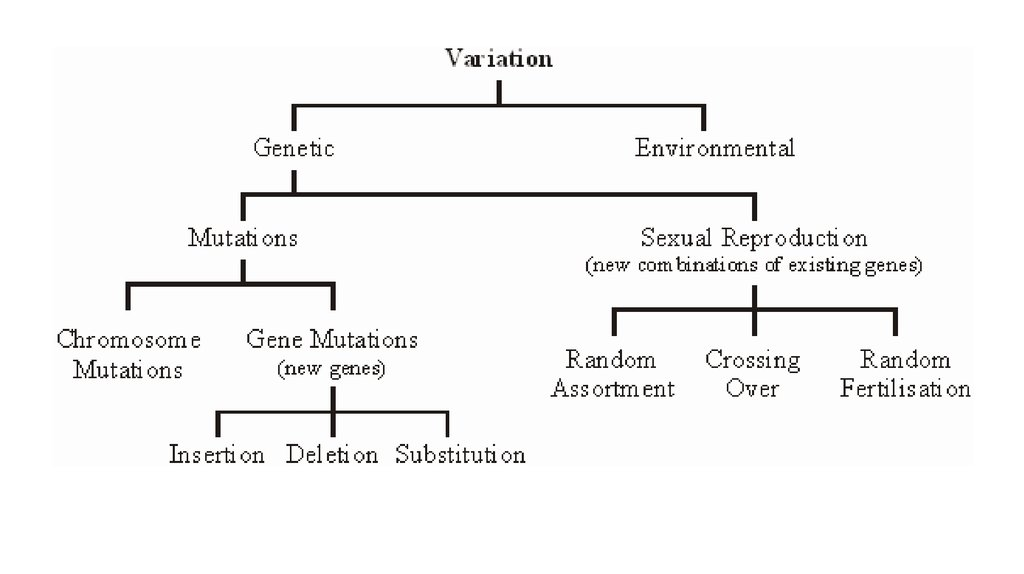 Variation
Genetic
Environmental
Mutations
Sexual Reproduction
(new combinations of existing genes)
Chromosome
Mutations
Gene Mutations
(new genes)
Random
Assortment
Crossing
Over
Random
Fertilisation
Insertion
Deletion
Substitution